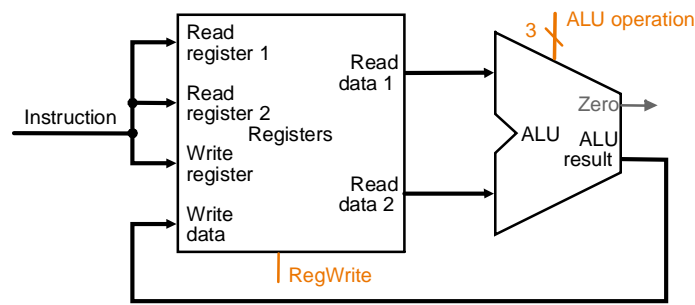 Read
register 1
Read
register 2
Write
register
Write
data
Instruction
Registers
Read
data 1
Read
data 2
RegWrite
3
ALU operation
Zero
ALU
ALU
result